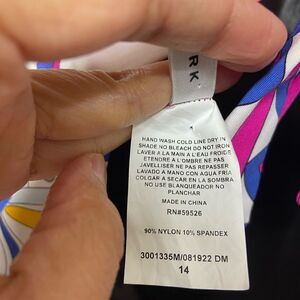 RK
HAND WASH COLD LINE DRY IN
SHADE NO BLEACH DO NOT IRON
LAVER A LA MAIN A L'EAU FROIDE
ETENDRE A L'OMBRE NE PAS
JAVELLISER NE PAS REPASSER
LAVADO A MANO CON AGUA FRIA
COLGAR A SECAR EN LA SOMBRA
NO USE BLANQUEADOR NO
PLANCHAR
MADE IN CHINA
RN#59526
90% NYLON 10% SPANDEX
3001335M/081922 DM
14